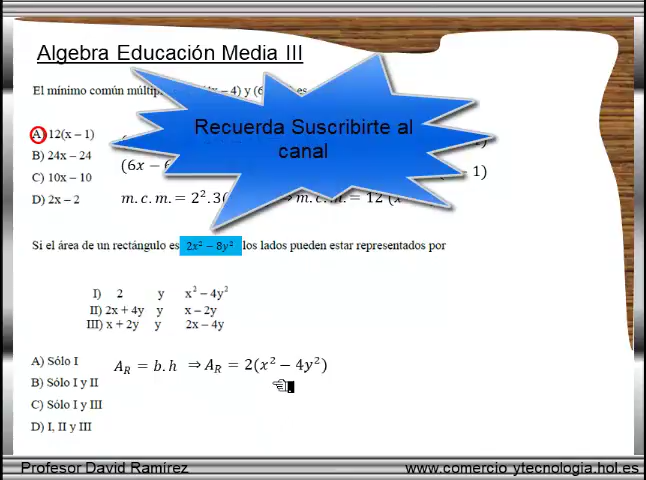 Algebra Educación Media III
El mínimo común múltip 4) y (6
Recuerda Suscribirte al
canal
A) 12(x – 1)
B) 24x – 24
(6x − 1)
C) 10x – 10
D) 2x – 2
m. c. m. = 2². 3( ⇒ m. c. m. = 12 (x
Si el área de un rectángulo es 2x² − 8y² los lados pueden estar representados por
I) 2 y x² – 4y²
II) 2x + 4y y x – 2y
III) x + 2y y 2x – 4y
A) Sólo I
A_R = b. h ⇒ A_R = 2(x² − 4y²)
B) Sólo I y II
C) Sólo I y III
D) I, II y III
Profesor David Ramírez
www.comercio ytecnologia.hol.es